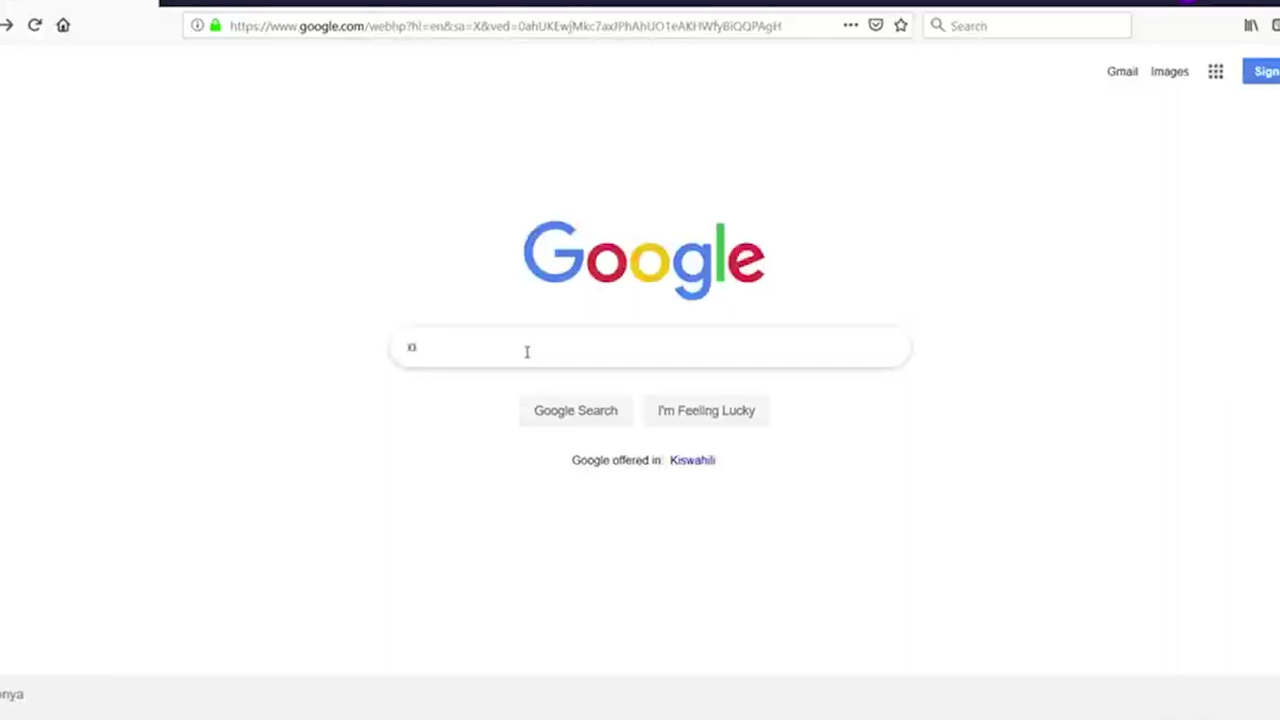 https://www.google.com/webhp?hl=en&sa=X&ved=0ahUKEwjMkc7axJPhAhUO1eAKHWfyBiQQPAgH
Search
Gmail Images Sign
Google
Google Search I'm Feeling Lucky
Google offered in: Kiswahili
enya